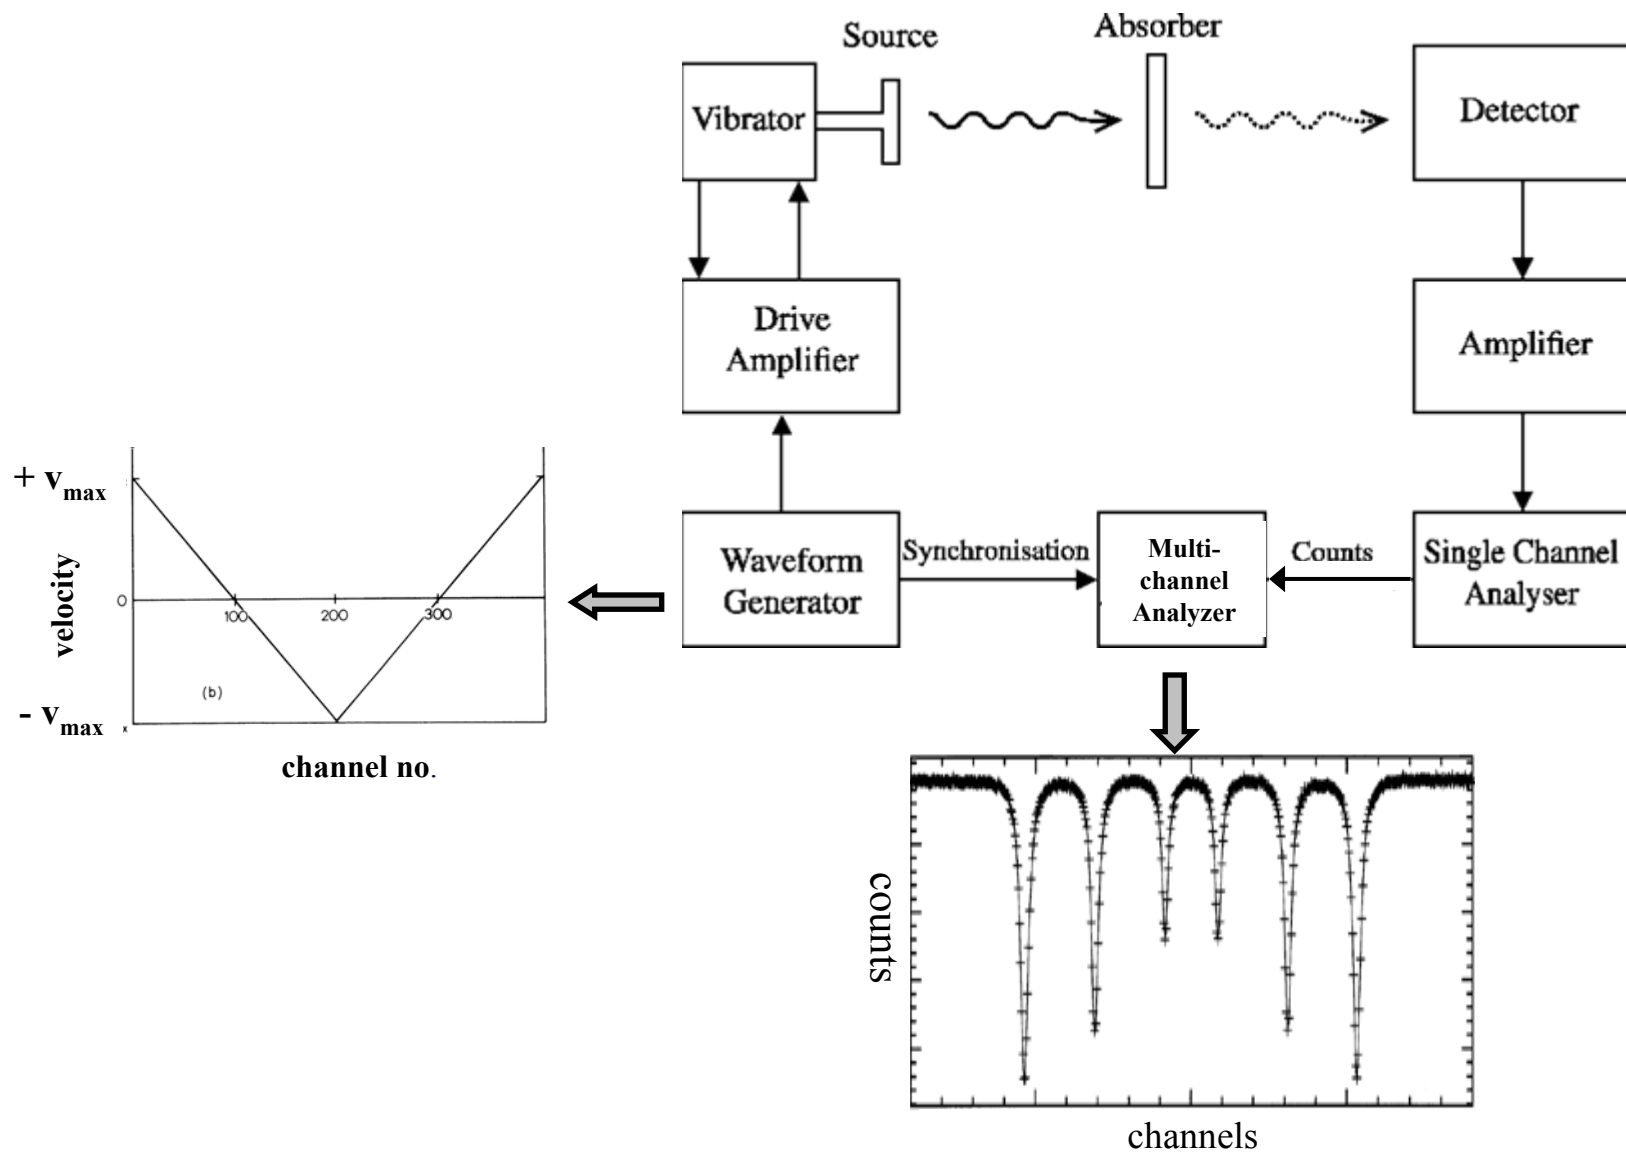 Source
Absorber
Vibrator
Detector
Drive
Amplifier
Amplifier
+ vmax
0
100
200
300
velocity
(b)
- vmax
channel no.
Waveform
Generator
Synchronisation
Multi-
channel
Analyzer
Counts
Single Channel
Analyser
counts
channels